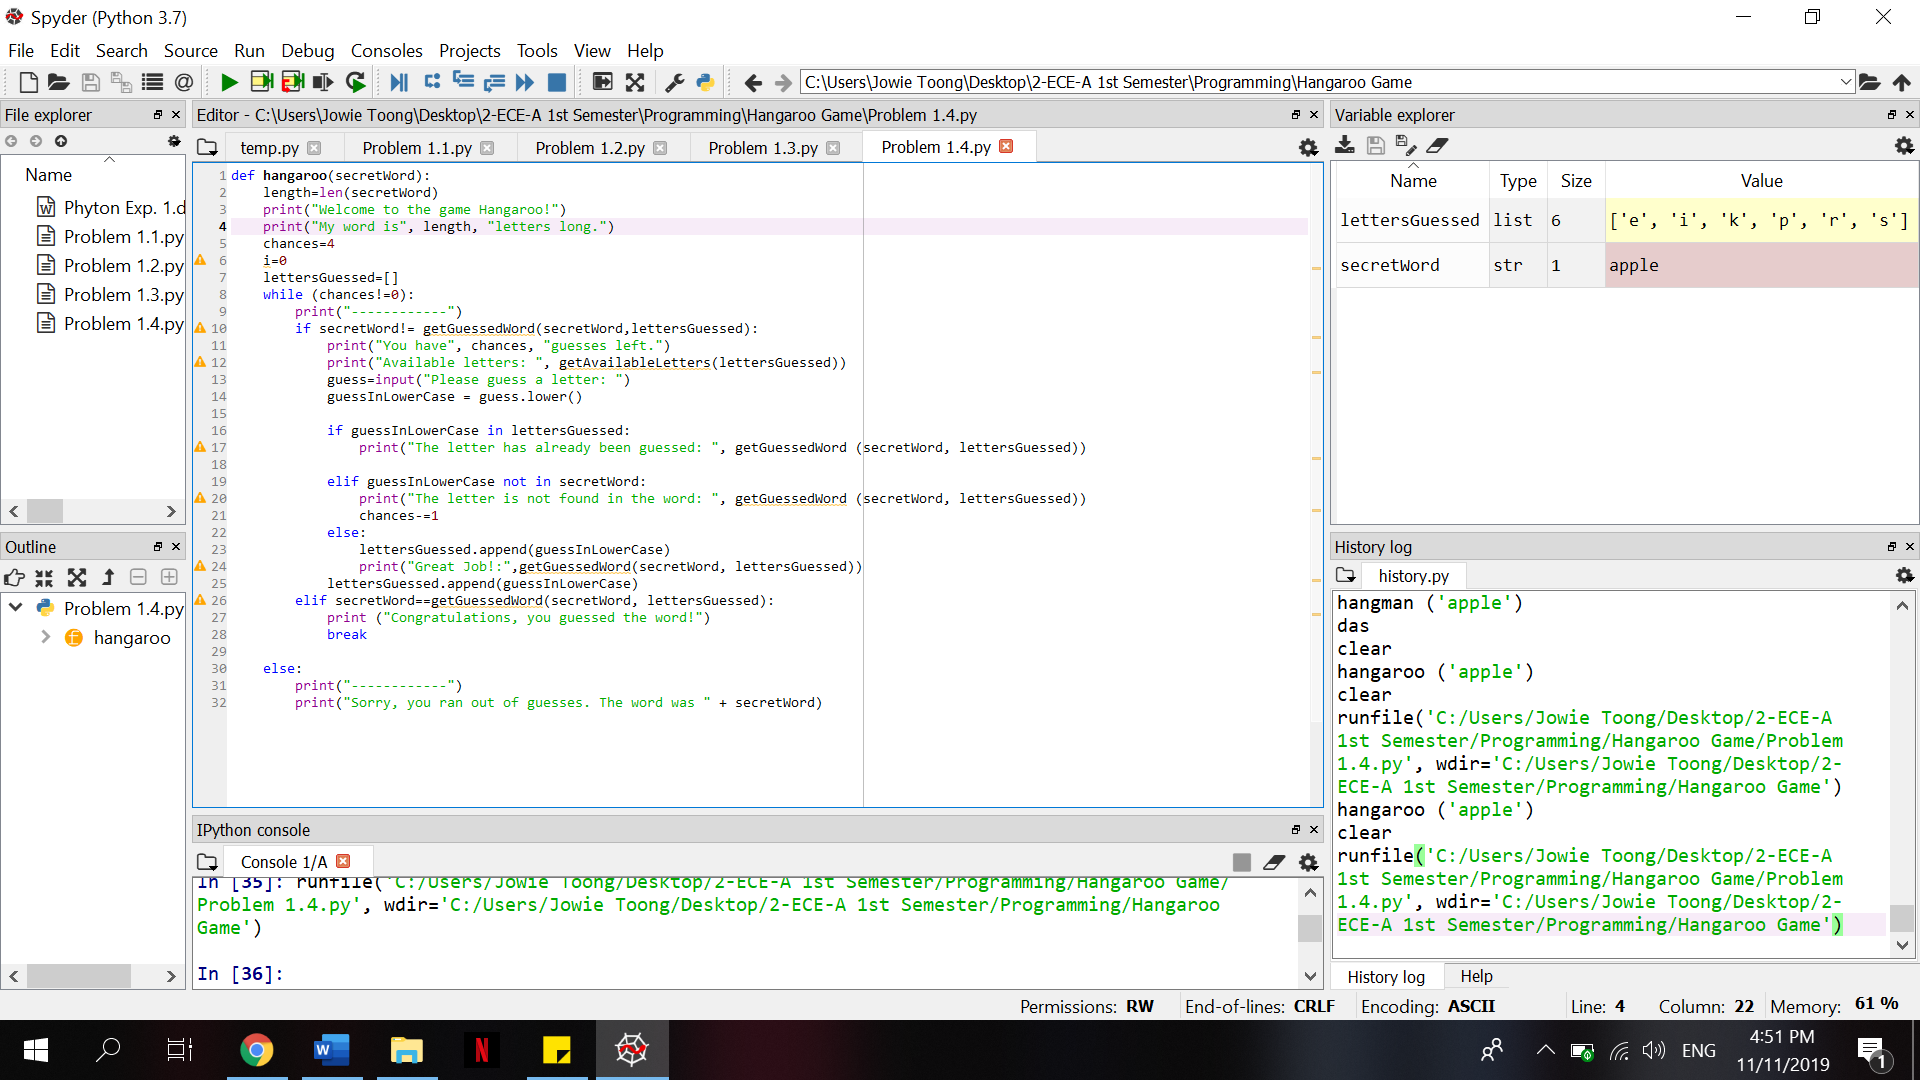 Spyder (Python 3.7)
File Edit Search Source Run Debug Consoles Projects Tools View Help
C:\Users\Jowie Toong\Desktop\2-ECE-A 1st Semester\Programming\Hangaroo Game
File explorer
Name
Phyton Exp. 1.d
Problem 1.1.py
Problem 1.2.py
Problem 1.3.py
Problem 1.4.py
Outline
Problem 1.4.py
hangaroo
Editor - C:\Users\Jowie Toong\Desktop\2-ECE-A 1st Semester\Programming\Hangaroo Game\Problem 1.4.py
temp.py Problem 1.1.py Problem 1.2.py Problem 1.3.py Problem 1.4.py
1 def hangaroo(secretWord):
2 length=len(secretWord)
3 print("Welcome to the game Hangaroo!")
4 print("My word is", length, "letters long.")
5 chances=4
6 i=0
7 lettersGuessed=[]
8 while (chances!=0):
9 print("------------")
10 if secretWord!= getGuessedWord(secretWord,lettersGuessed):
11 print("You have", chances, "guesses left.")
12 print("Available letters: ", getAvailableLetters(lettersGuessed))
13 guess=input("Please guess a letter: ")
14 guessInLowerCase = guess.lower()
15
16 if guessInLowerCase in lettersGuessed:
17 print("The letter has already been guessed: ", getGuessedWord (secretWord, lettersGuessed))
18
19 elif guessInLowerCase not in secretWord:
20 print("The letter is not found in the word: ", getGuessedWord (secretWord, lettersGuessed))
21 chances-=1
22 else:
23 lettersGuessed.append(guessInLowerCase)
24 print("Great Job!:",getGuessedWord(secretWord, lettersGuessed))
25 lettersGuessed.append(guessInLowerCase)
26 elif secretWord==getGuessedWord(secretWord, lettersGuessed):
27 print ("Congratulations, you guessed the word!")
28 break
29
30 else:
31 print("------------")
32 print("Sorry, you ran out of guesses. The word was " + secretWord)
IPython console
Console 1/A
In [35]: runfile('C:/Users/Jowie Toong/Desktop/2-ECE-A 1st Semester/Programming/Hangaroo Game/
Problem 1.4.py', wdir='C:/Users/Jowie Toong/Desktop/2-ECE-A 1st Semester/Programming/Hangaroo
Game')
In [36]:
Variable explorer
Name Type Size Value
lettersGuessed list 6 ['e', 'i', 'k', 'p', 'r', 's']
secretWord str 1 apple
History log
history.py
hangman ('apple')
das
clear
hangaroo ('apple')
clear
runfile('C:/Users/Jowie Toong/Desktop/2-ECE-A
1st Semester/Programming/Hangaroo Game/Problem
1.4.py', wdir='C:/Users/Jowie Toong/Desktop/2-
ECE-A 1st Semester/Programming/Hangaroo Game')
hangaroo ('apple')
clear
runfile('C:/Users/Jowie Toong/Desktop/2-ECE-A
1st Semester/Programming/Hangaroo Game/Problem
1.4.py', wdir='C:/Users/Jowie Toong/Desktop/2-
ECE-A 1st Semester/Programming/Hangaroo Game')
History log Help
Permissions: RW End-of-lines: CRLF Encoding: ASCII Line: 4 Column: 22 Memory: 61 %
ENG
4:51 PM
11/11/2019
1